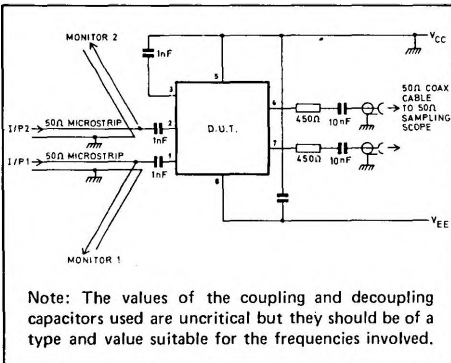 MONITOR 2
1nF
VCC
5
3
50Ω COAX
CABLE
TO 50Ω
SAMPLING
SCOPE
6
450Ω
10nF
I/P2
50Ω MICROSTRIP
2
1nF
D.U.T.
I/P1
50Ω MICROSTRIP
1
1nF
7
450Ω
10nF
8
VEE
MONITOR 1
Note: The values of the coupling and decoupling
capacitors used are uncritical but they should be of a
type and value suitable for the frequencies involved.